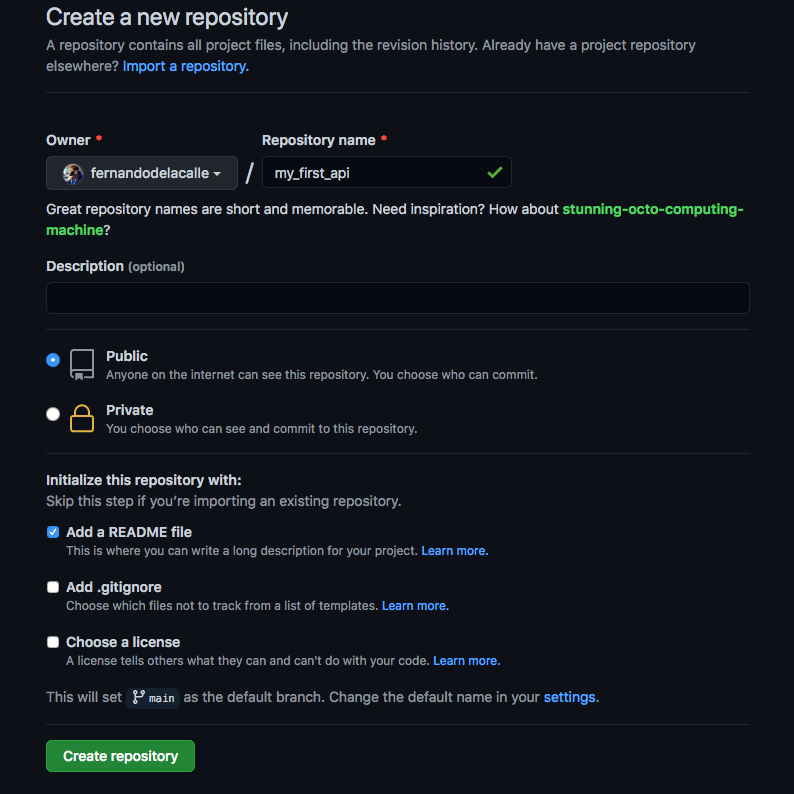 Create a new repository
A repository contains all project files, including the revision history. Already have a project repository
elsewhere? Import a repository.
Owner * Repository name *
fernandodelacalle / my_first_api
Great repository names are short and memorable. Need inspiration? How about stunning-octo-computing-
machine?
Description (optional)
Public
Anyone on the internet can see this repository. You choose who can commit.
Private
You choose who can see and commit to this repository.
Initialize this repository with:
Skip this step if you’re importing an existing repository.
Add a README file
This is where you can write a long description for your project. Learn more.
Add .gitignore
Choose which files not to track from a list of templates. Learn more.
Choose a license
A license tells others what they can and can't do with your code. Learn more.
This will set main as the default branch. Change the default name in your settings.
Create repository